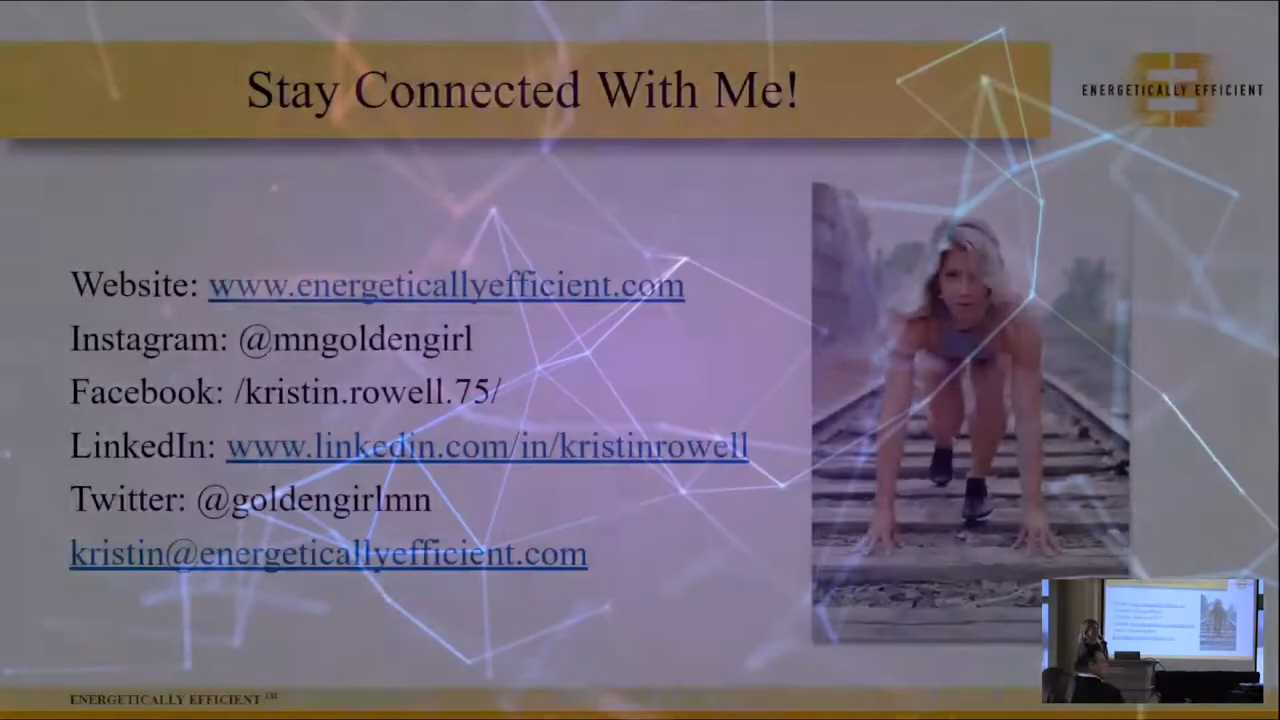 Stay Connected With Me!
ENERGETICALLY EFFICIENT
Website: www.energeticallyefficient.com
Instagram: @mngoldengirl
Facebook: /kristin.rowell.75/
LinkedIn: www.linkedin.com/in/kristinrowell
Twitter: @goldengirlmn
kristin@energeticallyefficient.com
ENERGETICALLY EFFICIENT